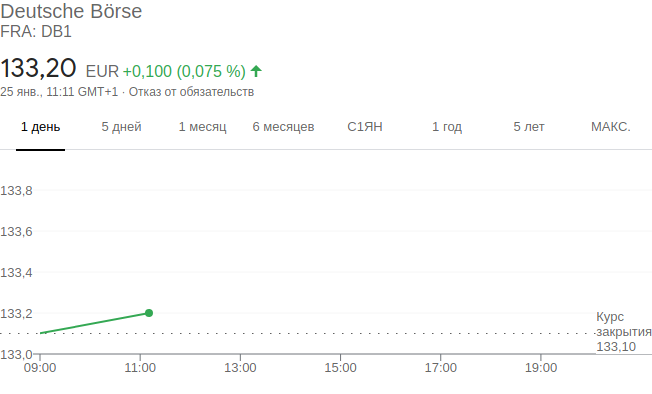 Deutsche Börse
FRA: DB1
133,20 EUR +0,100 (0,075 %)
25 янв., 11:11 GMT+1 · Отказ от обязательств
1 день 5 дней 1 месяц 6 месяцев С1ЯН 1 год 5 лет МАКС.
133,8
133,6
133,4
133,2
Курс
закрытия
133,10
133,0
09:00 11:00 13:00 15:00 17:00 19:00